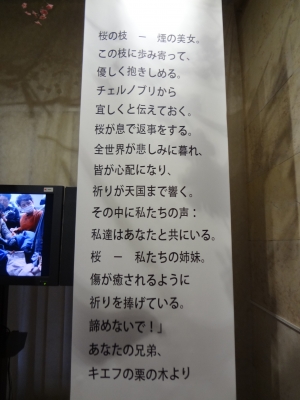 桜の枝 － 煙の美女。
この枝に歩み寄って、
優しく抱きしめる。
チェルノブリから
宜しくと伝えておく。
桜が息で返事をする。
全世界が悲しみに暮れ、
皆が心配になり、
祈りが天国まで響く。
その中に私たちの声：
私達はあなたと共にいる。
桜 － 私たちの姉妹。
傷が癒されるように
祈りを捧げている。
諦めないで！」
あなたの兄弟、
キエフの栗の木より